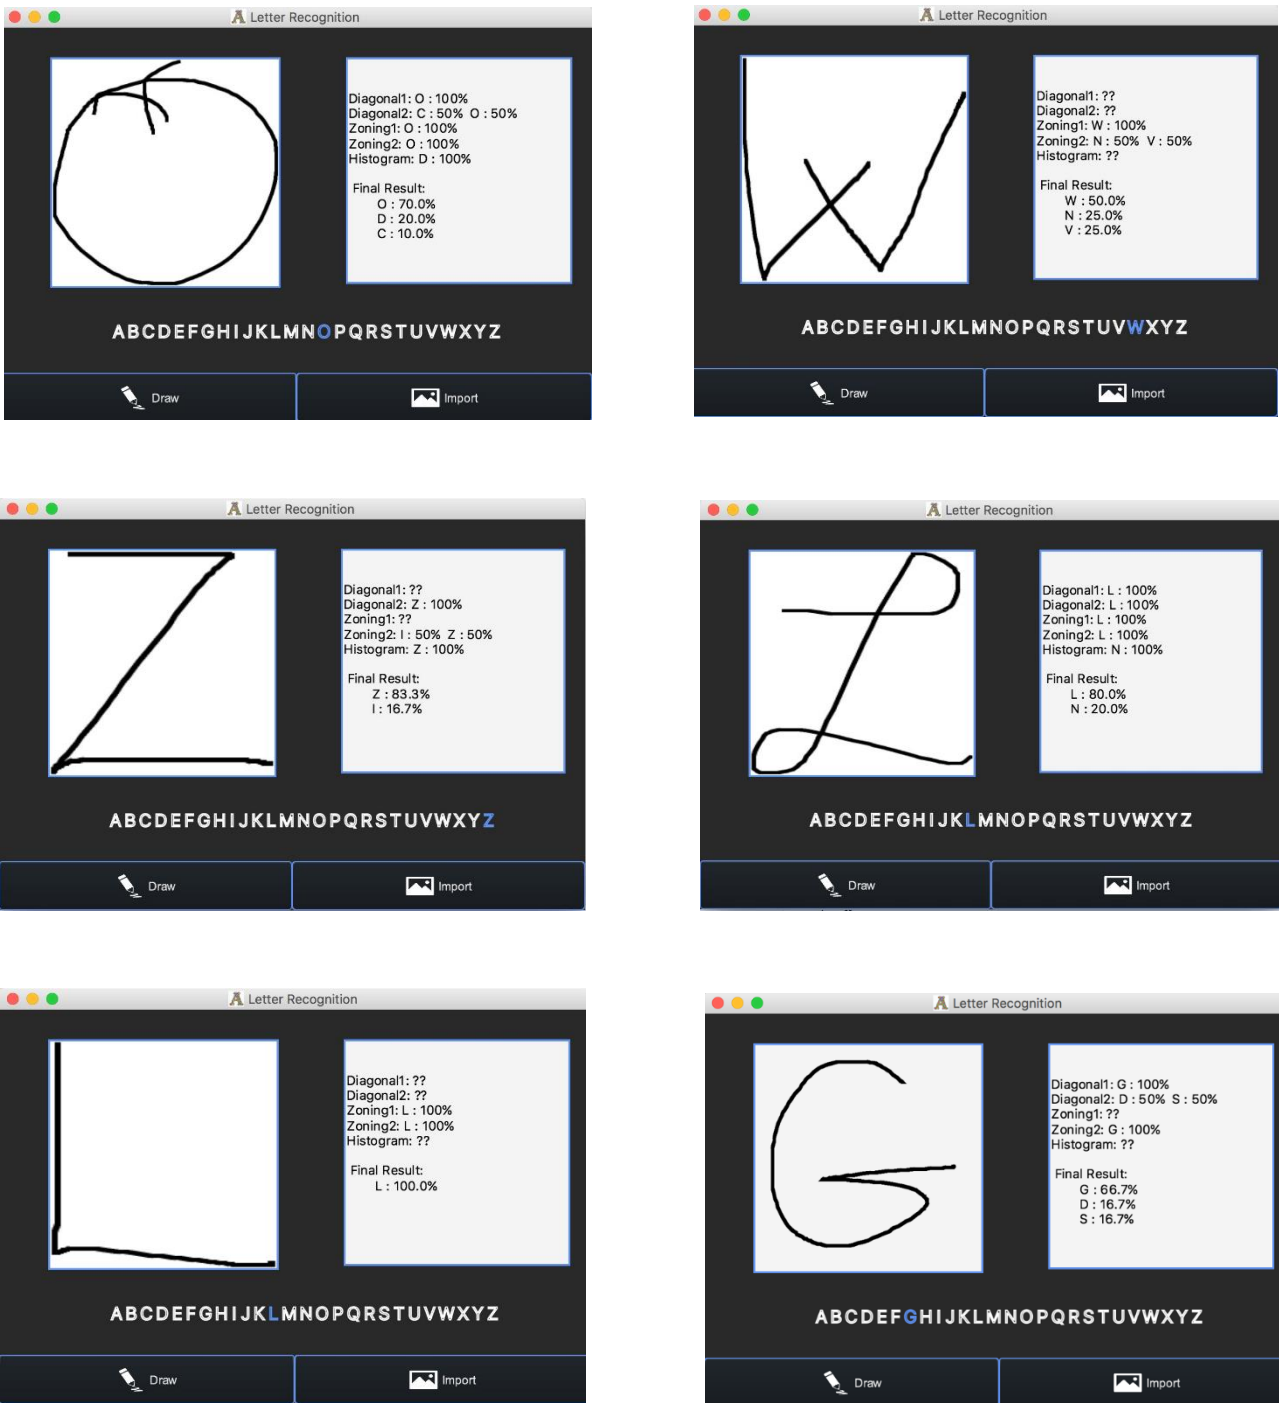 Letter Recognition
Diagonal1: O : 100%
Diagonal2: C : 50% O : 50%
Zoning1: O : 100%
Zoning2: O : 100%
Histogram: D : 100%
Final Result:
O : 70.0%
D : 20.0%
C : 10.0%
ABCDEFGHIJKLMNOPQRSTUVWXYZ
Draw
Import
Letter Recognition
W
Diagonal1: ??
Diagonal2: ??
Zoning1: W : 100%
Zoning2: N : 50% V : 50%
Histogram: ??
Final Result:
W : 50.0%
N : 25.0%
V : 25.0%
ABCDEFGHIJKLMNOPQRSTUVWXYZ
Draw
Import
Letter Recognition
Z
Diagonal1: ??
Diagonal2: Z : 100%
Zoning1: ??
Zoning2: I : 50% Z : 50%
Histogram: Z : 100%
Final Result:
Z : 83.3%
I : 16.7%
ABCDEFGHIJKLMNOPQRSTUVWXYZ
Draw
Import
Letter Recognition
L
Diagonal1: L : 100%
Diagonal2: L : 100%
Zoning1: L : 100%
Zoning2: L : 100%
Histogram: N : 100%
Final Result:
L : 80.0%
N : 20.0%
ABCDEFGHIJKLMNOPQRSTUVWXYZ
Draw
Import
Letter Recognition
L
Diagonal1: ??
Diagonal2: ??
Zoning1: L : 100%
Zoning2: L : 100%
Histogram: ??
Final Result:
L : 100.0%
ABCDEFGHIJKLMNOPQRSTUVWXYZ
Draw
Import
Letter Recognition
G
Diagonal1: G : 100%
Diagonal2: D : 50% S : 50%
Zoning1: ??
Zoning2: G : 100%
Histogram: ??
Final Result:
G : 66.7%
D : 16.7%
S : 16.7%
ABCDEFGHIJKLMNOPQRSTUVWXYZ
Draw
Import